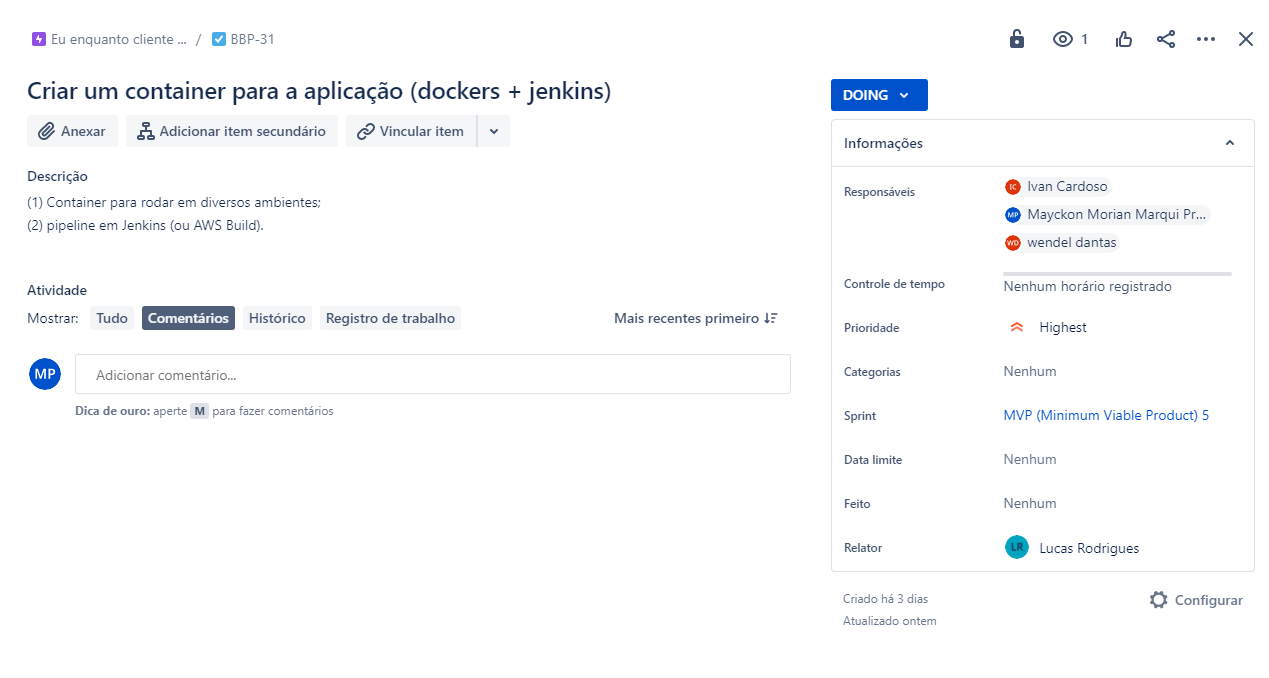 Eu enquanto cliente ... / BBP-31
1
Criar um container para a aplicação (dockers + jenkins)
Anexar
Adicionar item secundário
Vincular item
Descrição
(1) Container para rodar em diversos ambientes;
(2) pipeline em Jenkins (ou AWS Build).
Atividade
Mostrar: Tudo Comentários Histórico Registro de trabalho Mais recentes primeiro
MP Adicionar comentário...
Dica de ouro: aperte M para fazer comentários
DOING
Informações
Responsáveis
IC Ivan Cardoso
MP Mayckon Morian Marqui Pr...
WD wendel dantas
Controle de tempo Nenhum horário registrado
Prioridade Highest
Categorias Nenhum
Sprint MVP (Minimum Viable Product) 5
Data limite Nenhum
Feito Nenhum
Relator LR Lucas Rodrigues
Criado há 3 dias
Atualizado ontem
Configurar